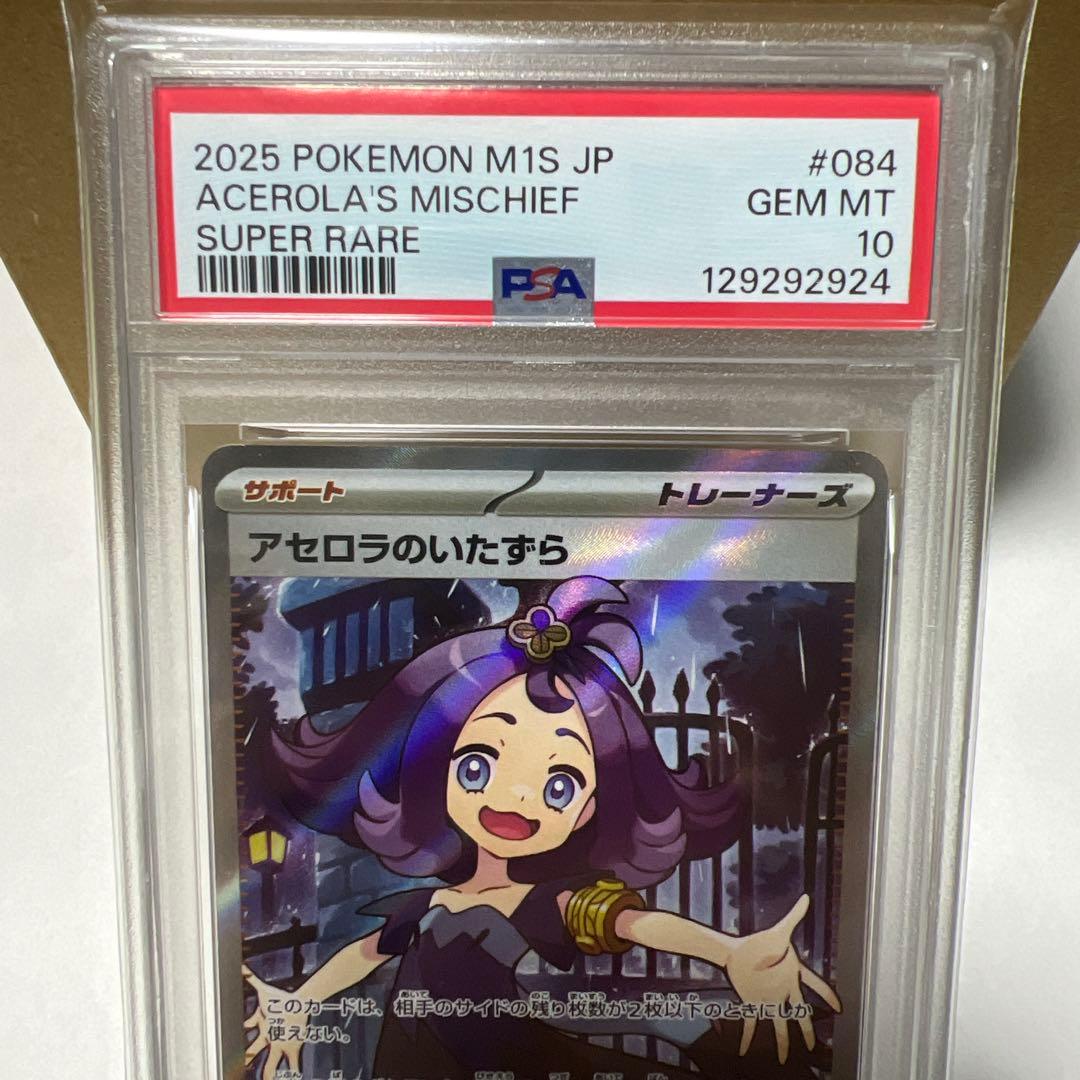 2025 POKEMON M1S JP #084
ACEROLA'S MISCHIEF GEM MT
SUPER RARE 10
PSA 129292924
サポート トレーナーズ
アセロラのいたずら
このカードは、相手のサイドの残り枚数が2枚以下のときにしか
使えない。